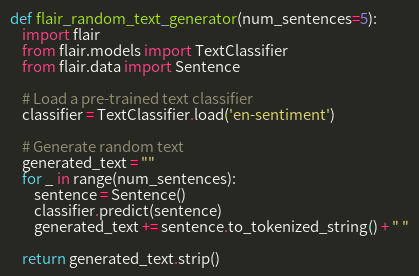 def flair_random_text_generator(num_sentences=5):
    import flair
    from flair.models import TextClassifier
    from flair.data import Sentence

    # Load a pre-trained text classifier
    classifier = TextClassifier.load('en-sentiment')

    # Generate random text
    generated_text = ""
    for _ in range(num_sentences):
        sentence = Sentence()
        classifier.predict(sentence)
        generated_text += sentence.to_tokenized_string() + " "

    return generated_text.strip()